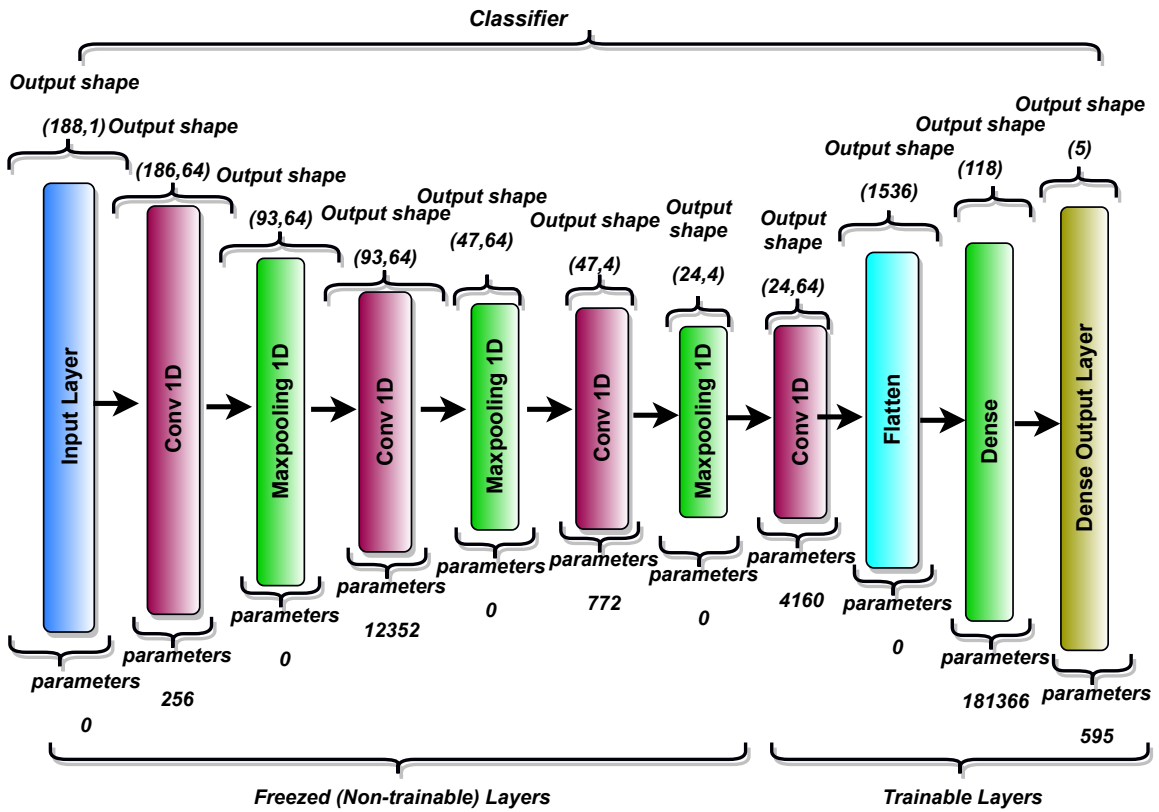 Classifier
Output shape
(188,1)
Input Layer
parameters
0
Output shape
(186,64)
Conv 1D
parameters
256
Output shape
(93,64)
Maxpooling 1D
parameters
0
Output shape
(93,64)
Conv 1D
parameters
12352
Output shape
(47,64)
Maxpooling 1D
parameters
0
Output shape
(47,4)
Conv 1D
parameters
772
Output
shape
(24,4)
Maxpooling 1D
parameters
0
Output
shape
(24,64)
Conv 1D
parameters
4160
Output shape
(1536)
Flatten
parameters
0
Output shape
(118)
Dense
parameters
181366
Output shape
(5)
Dense Output Layer
parameters
595
Freezed (Non-trainable) Layers
Trainable Layers